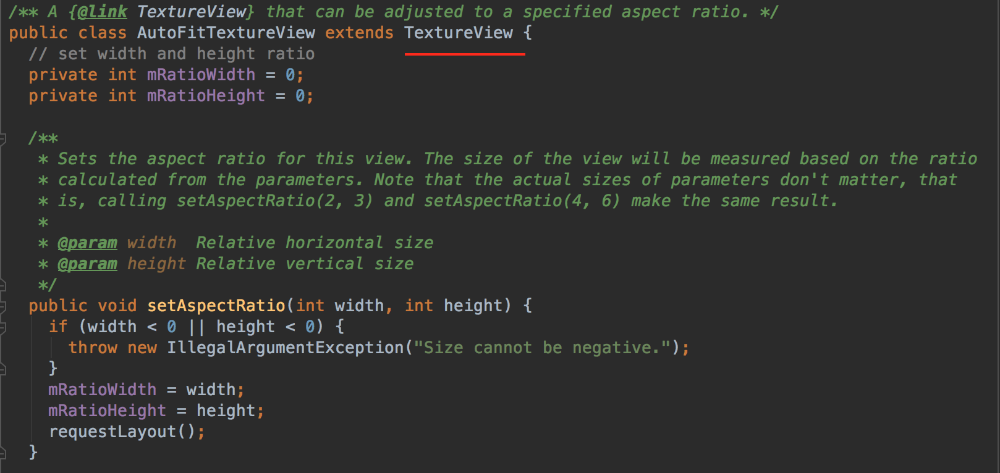 /** A {@link TextureView} that can be adjusted to a specified aspect ratio. */
public class AutoFitTextureView extends TextureView {
  // set width and height ratio
  private int mRatioWidth = 0;
  private int mRatioHeight = 0;

  /**
   * Sets the aspect ratio for this view. The size of the view will be measured based on the ratio
   * calculated from the parameters. Note that the actual sizes of parameters don't matter, that
   * is, calling setAspectRatio(2, 3) and setAspectRatio(4, 6) make the same result.
   *
   * @param width  Relative horizontal size
   * @param height Relative vertical size
   */
  public void setAspectRatio(int width, int height) {
    if (width < 0 || height < 0) {
      throw new IllegalArgumentException("Size cannot be negative.");
    }
    mRatioWidth = width;
    mRatioHeight = height;
    requestLayout();
  }